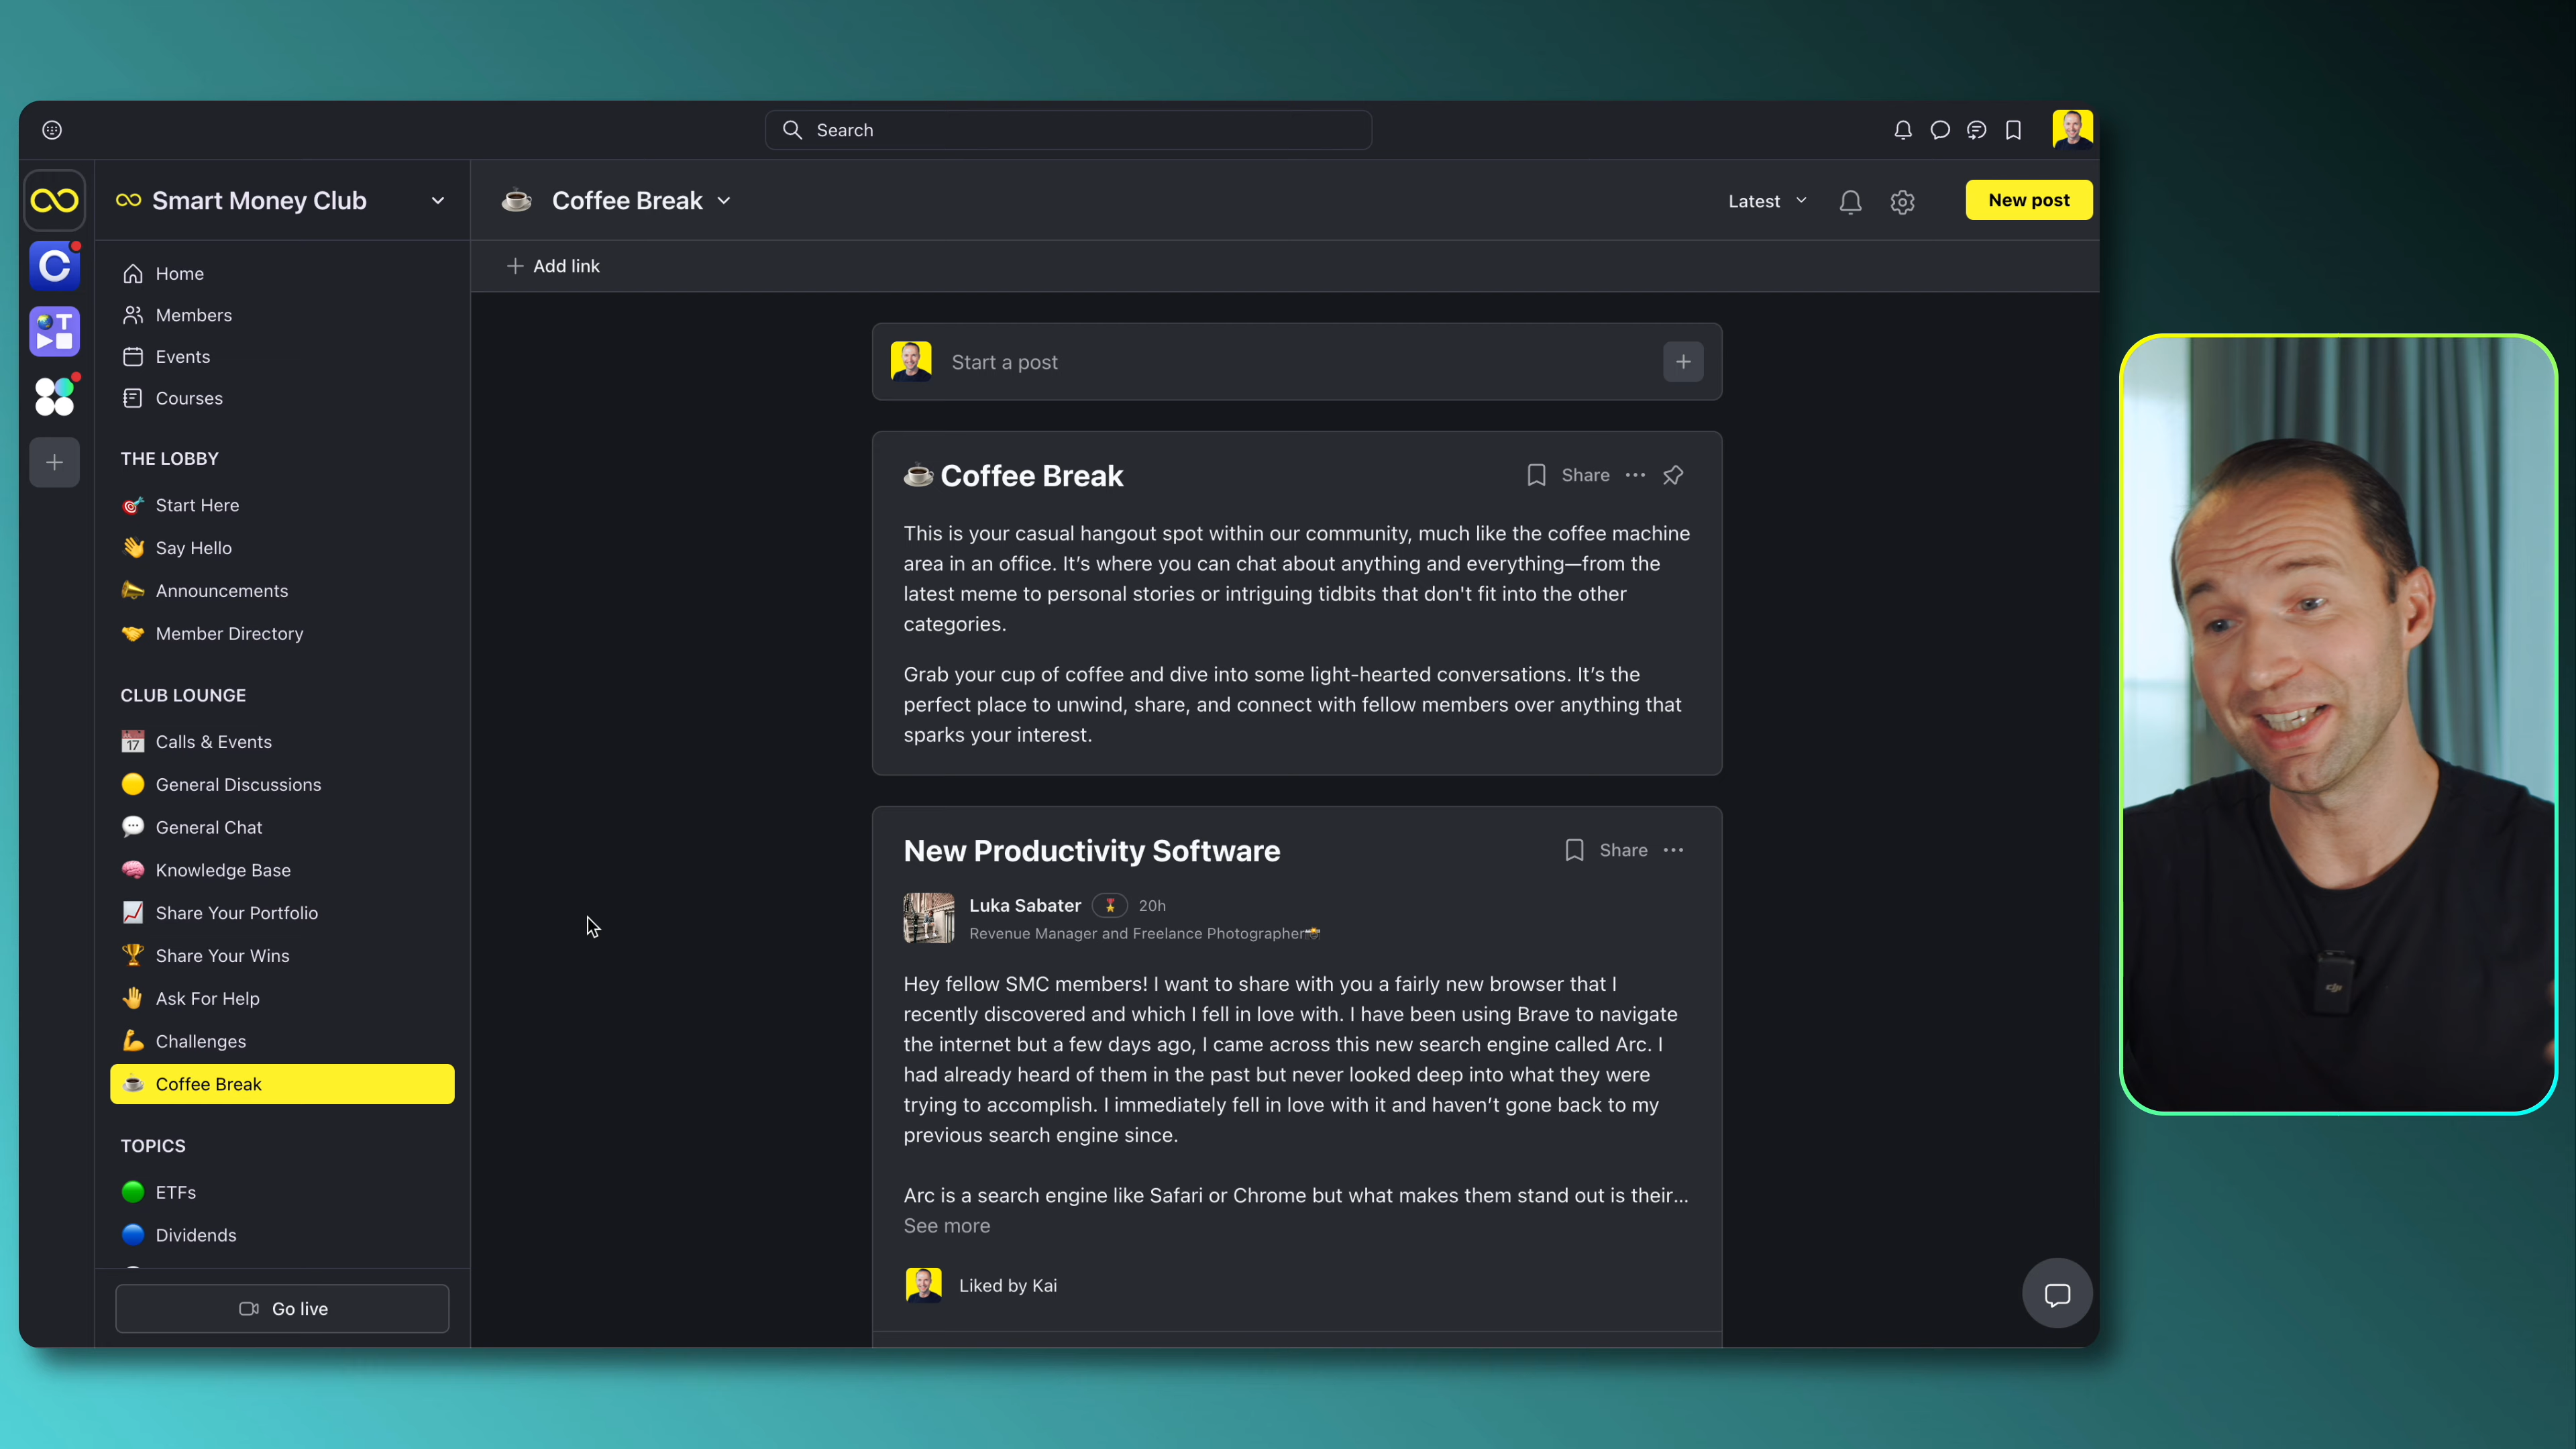 Search
Smart Money Club
Coffee Break
Latest
New post
Add link
Home
Members
Events
Courses
THE LOBBY
Start Here
Say Hello
Announcements
Member Directory
CLUB LOUNGE
17
Calls & Events
General Discussions
General Chat
Knowledge Base
Share Your Portfolio
Share Your Wins
Ask For Help
Challenges
Coffee Break
TOPICS
ETFs
Dividends
Go live
C
T
Start a post
Coffee Break
Share
This is your casual hangout spot within our community, much like the coffee machine
area in an office. It’s where you can chat about anything and everything—from the
latest meme to personal stories or intriguing tidbits that don't fit into the other
categories.
Grab your cup of coffee and dive into some light-hearted conversations. It’s the
perfect place to unwind, share, and connect with fellow members over anything that
sparks your interest.
New Productivity Software
Share
Luka Sabater
20h
Revenue Manager and Freelance Photographer
Hey fellow SMC members! I want to share with you a fairly new browser that I
recently discovered and which I fell in love with. I have been using Brave to navigate
the internet but a few days ago, I came across this new search engine called Arc. I
had already heard of them in the past but never looked deep into what they were
trying to accomplish. I immediately fell in love with it and haven’t gone back to my
previous search engine since.
Arc is a search engine like Safari or Chrome but what makes them stand out is their...
See more
Liked by Kai
dji